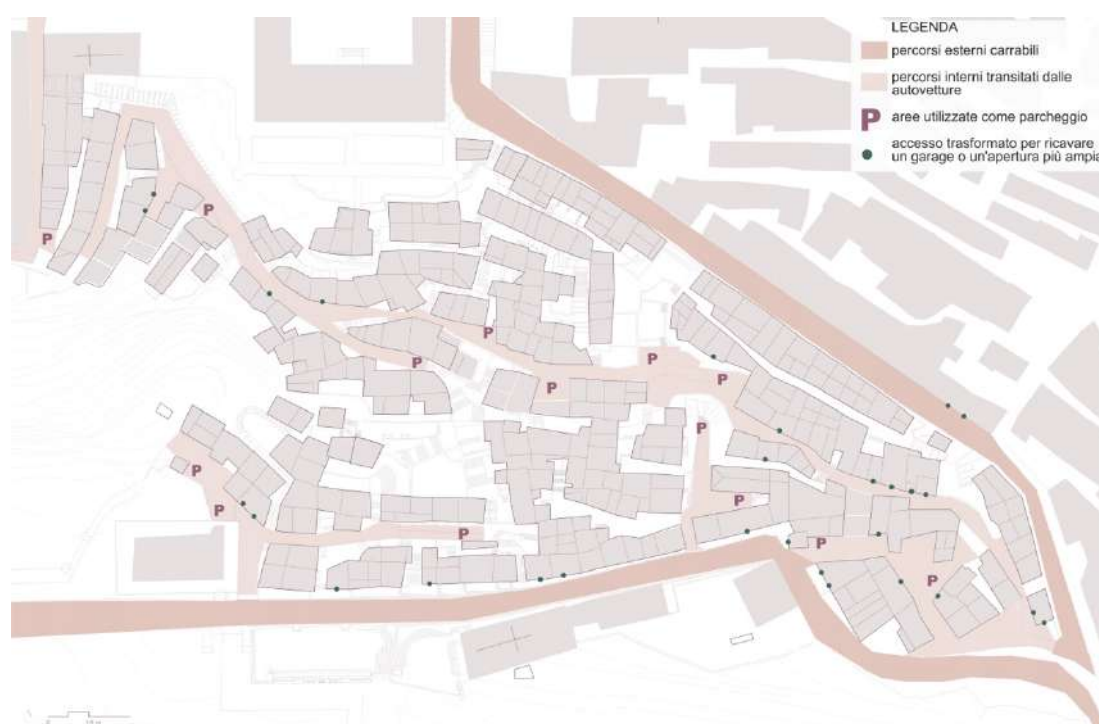 LEGENDA
percorsi esterni carrabili
percorsi interni transitati dalle
autovetture
P aree utilizzate come parcheggio
accesso trasformato per ricavare
un garage o un'apertura più ampia
P
P
P
P
P
P
P
P
P
P
P
P
P
P
0